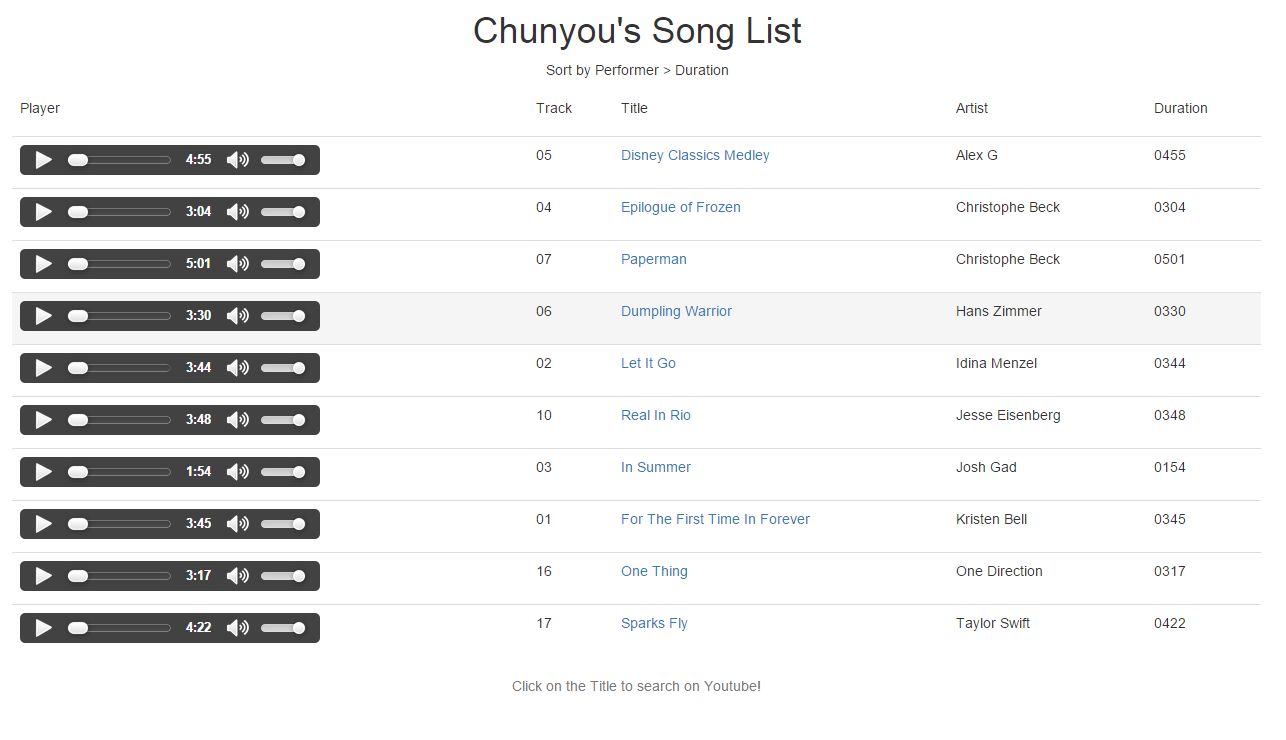 Chunyou's Song List
Sort by Performer > Duration
Player Track Title Artist Duration
4:55 05 Disney Classics Medley Alex G 0455
3:04 04 Epilogue of Frozen Christophe Beck 0304
5:01 07 Paperman Christophe Beck 0501
3:30 06 Dumpling Warrior Hans Zimmer 0330
3:44 02 Let It Go Idina Menzel 0344
3:48 10 Real In Rio Jesse Eisenberg 0348
1:54 03 In Summer Josh Gad 0154
3:45 01 For The First Time In Forever Kristen Bell 0345
3:17 16 One Thing One Direction 0317
4:22 17 Sparks Fly Taylor Swift 0422
Click on the Title to search on Youtube!